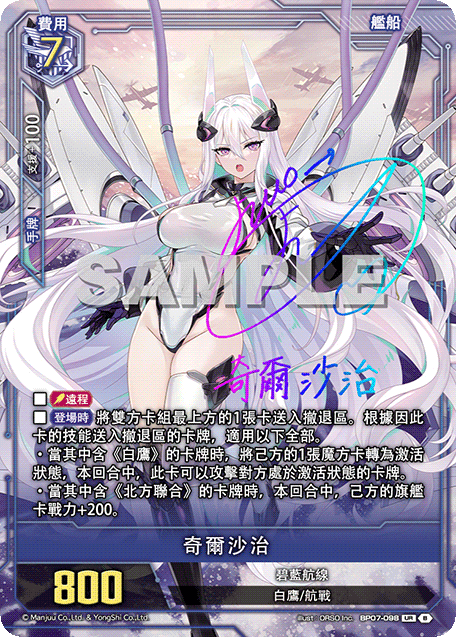 費用
7
艦船
支援+100
手牌 1
SAMPLE
奇爾沙治
■ 遠程
■ 登場時 將雙方卡組最上方的1張卡送入撤退區。根據因此
卡的技能送入撤退區的卡牌，適用以下全部。
・當其中含《白鷹》的卡牌時，將己方的1張魔方卡轉為激活
狀態，本回合中，此卡可以攻擊對方處於激活狀態的卡牌。
・當其中含《北方聯合》的卡牌時，本回合中，己方的旗艦
卡戰力+200。
奇爾沙治
800
碧藍航線
白鷹/航戰
© Manjuu Co.,Ltd. & YongShi Co.,Ltd.
illust ORSO Inc.
BP07-098 UR